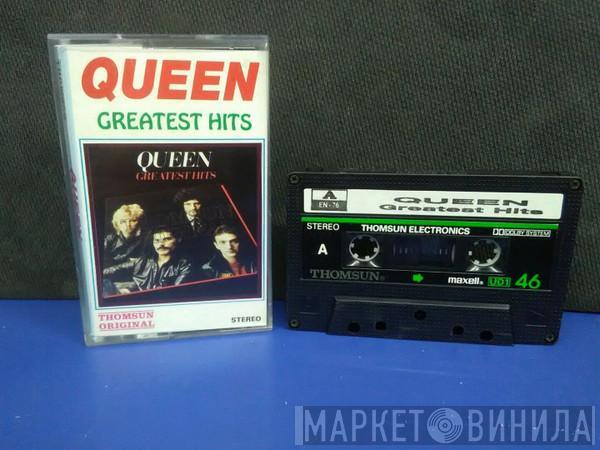 QUEEN
GREATEST HITS
QUEEN
GREATEST HITS
THOMSUN
ORIGINAL
STEREO
A
EN-76
QUEEN
Greatest Hits
STEREO
THOMSUN ELECTRONICS
DOLBY SYSTEM
A
THOMSUN®
maxell®
UD1
46
МАРКЕТ ВИНИЛА